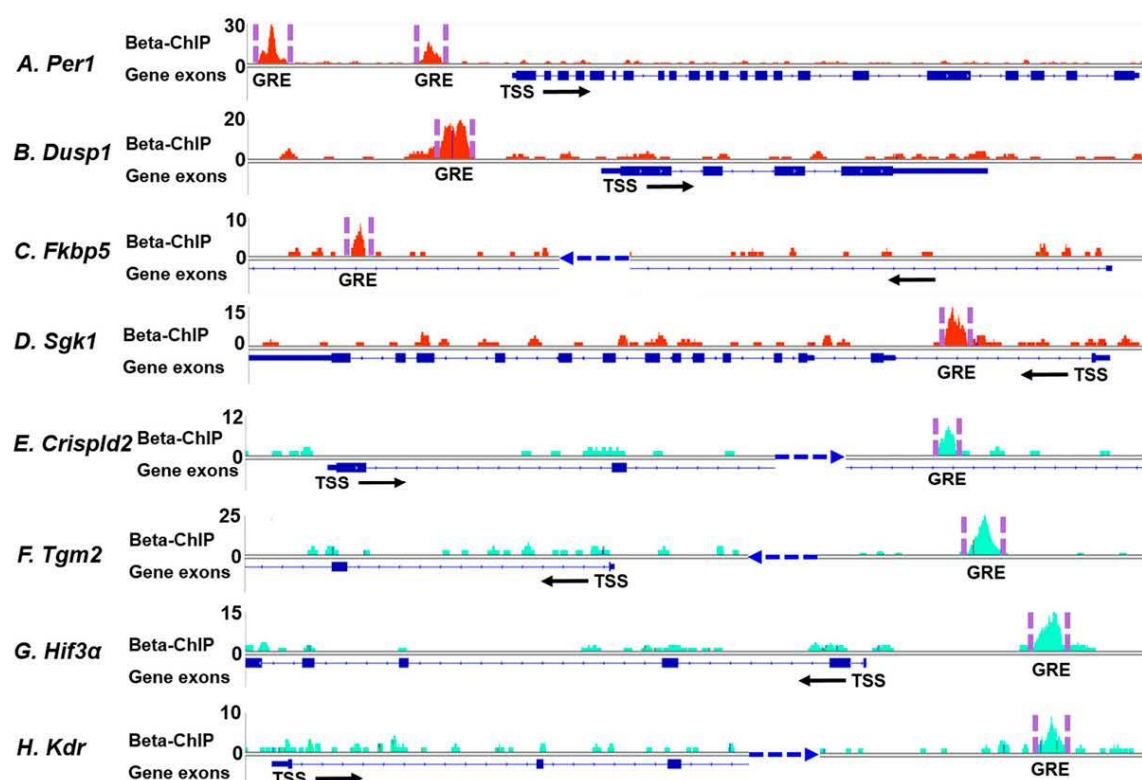 A. Per1
Beta-ChIP
Gene exons
30
0
GRE
GRE
TSS
B. Dusp1
Beta-ChIP
Gene exons
20
0
GRE
TSS
C. Fkbp5
Beta-ChIP
Gene exons
10
0
GRE
D. Sgk1
Beta-ChIP
Gene exons
15
0
GRE
TSS
E. Crispld2
Beta-ChIP
Gene exons
12
0
TSS
GRE
F. Tgm2
Beta-ChIP
Gene exons
25
0
TSS
GRE
G. Hif3α
Beta-ChIP
Gene exons
15
0
TSS
GRE
H. Kdr
Beta-ChIP
Gene exons
10
0
TSS
GRE